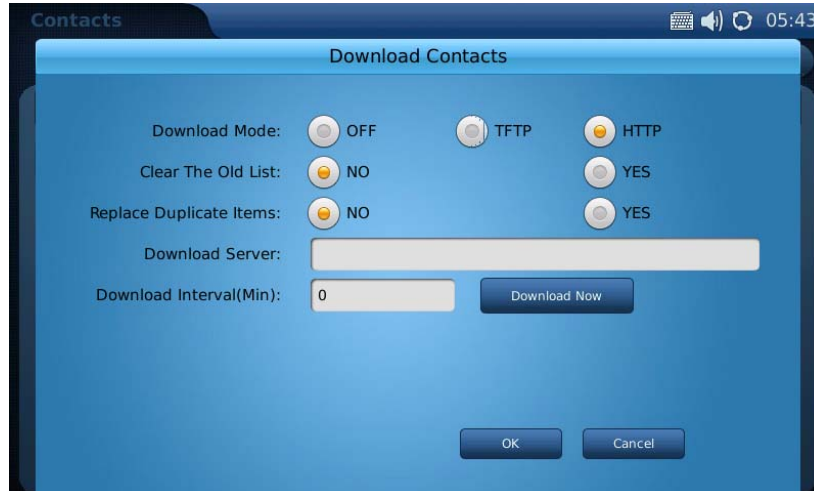 Contacts 05:43
Download Contacts
Download Mode: OFF TFTP HTTP
Clear The Old List: NO YES
Replace Duplicate Items: NO YES
Download Server:
Download Interval(Min): 0 Download Now
OK Cancel